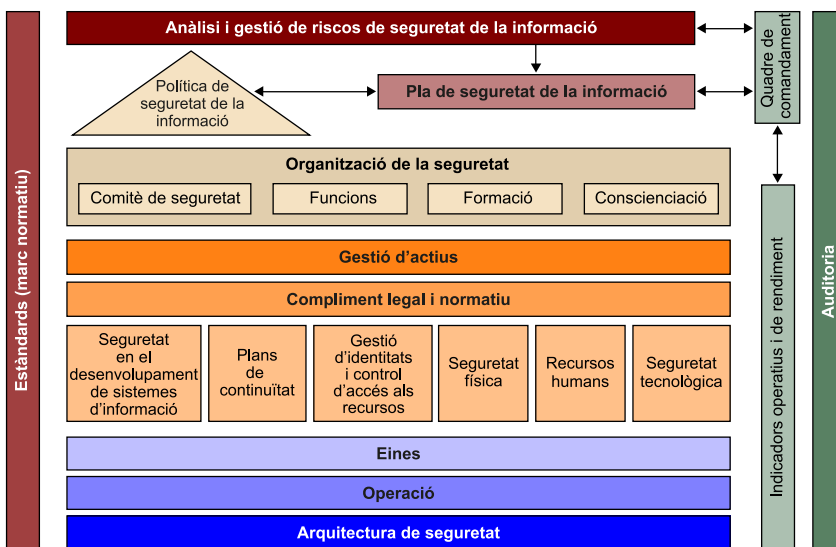 Estàndards (marc normatiu)
Anàlisi i gestió de riscos de seguretat de la informació
Política de
seguretat de la
informació
Pla de seguretat de la informació
Quadre de
comandament
Organització de la seguretat
Comitè de seguretat
Funcions
Formació
Conscienciació
Gestió d’actius
Compliment legal i normatiu
Seguretat
en el
desenvolupament
de sistemes
d’informació
Plans
de
continuïtat
Gestió
d’identitats
i control
d’accés als
recursos
Seguretat
física
Recursos
humans
Seguretat
tecnològica
Eines
Operació
Arquitectura de seguretat
Indicadors operatius i de rendiment
Auditoria